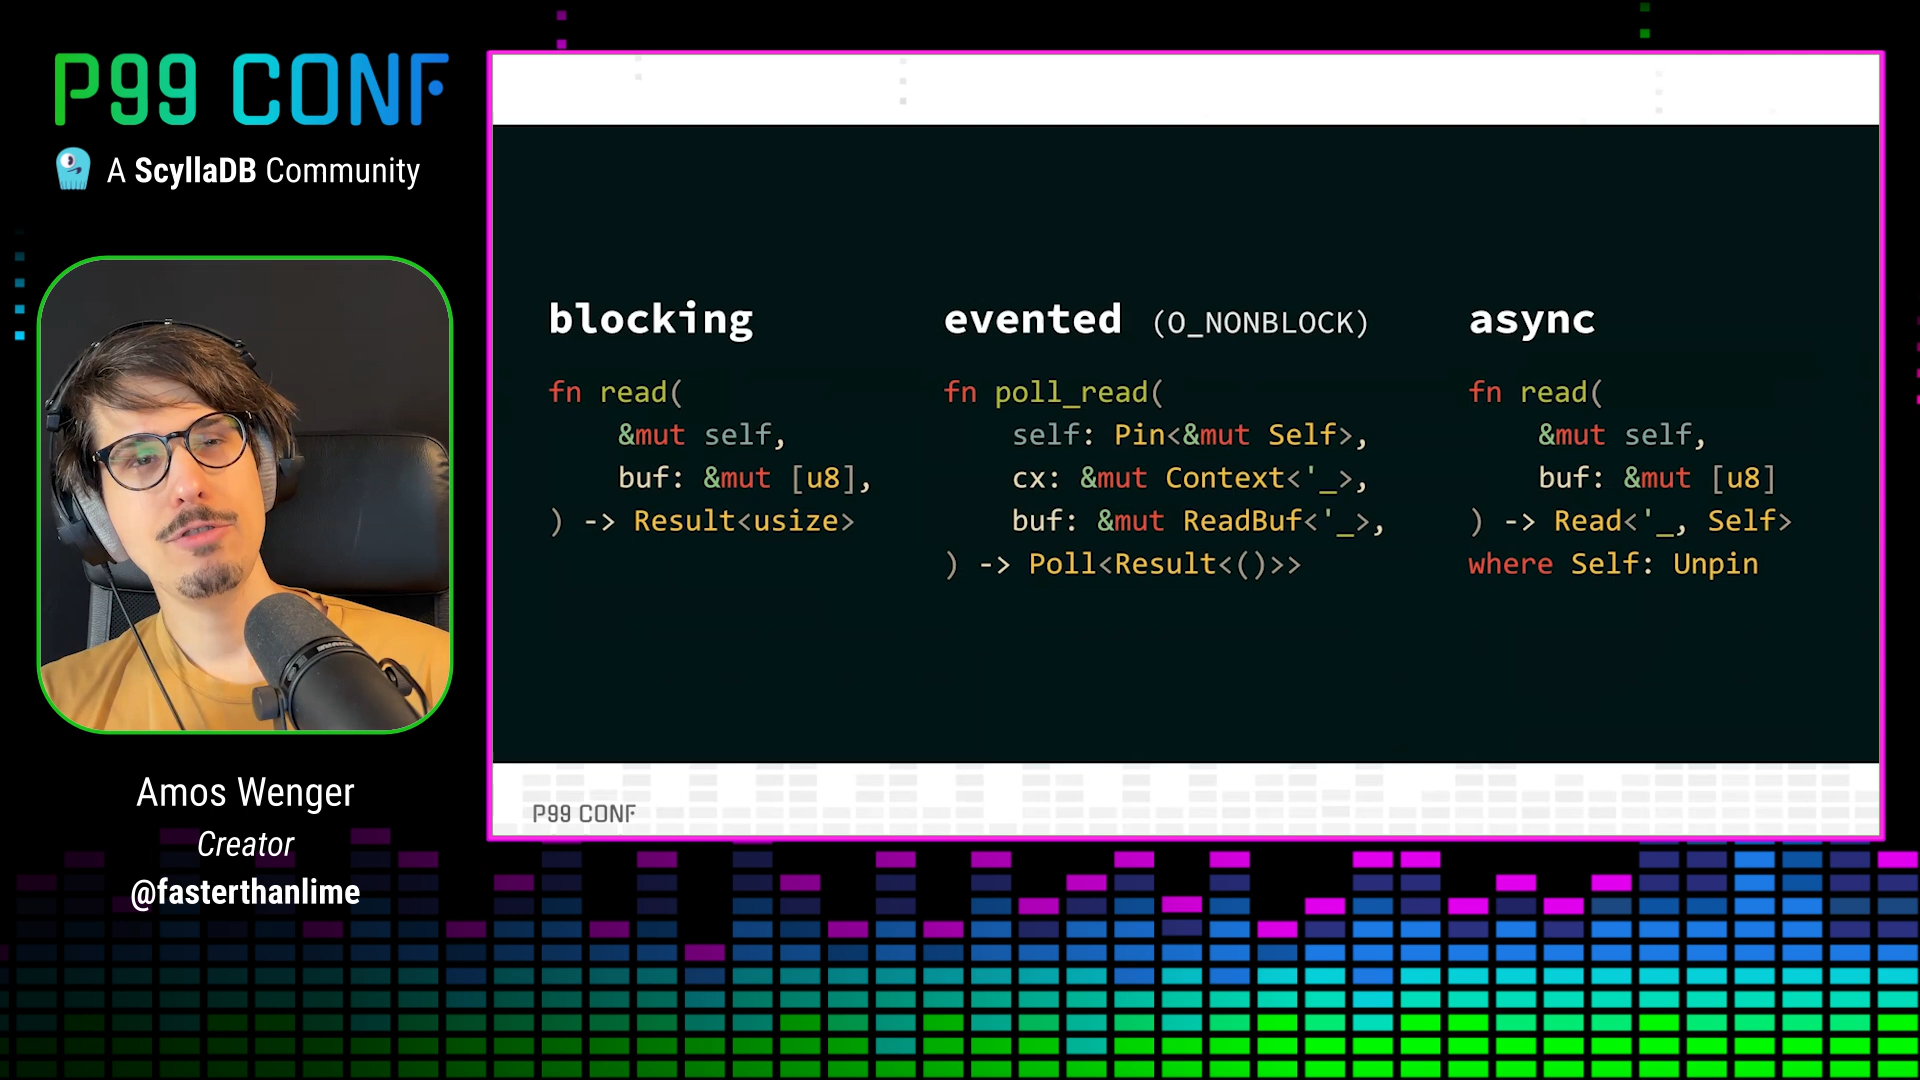 P99 CONF
A ScyllaDB Community
Amos Wenger
Creator
@fasterthanlime
blocking
fn read(
    &mut self,
    buf: &mut [u8],
) -> Result<usize>
evented (O_NONBLOCK)
fn poll_read(
    self: Pin<&mut Self>,
    cx: &mut Context<'_>,
    buf: &mut ReadBuf<'_>,
) -> Poll<Result<()>>
async
fn read(
    &mut self,
    buf: &mut [u8]
) -> Read<'_, Self>
where Self: Unpin
P99 CONF